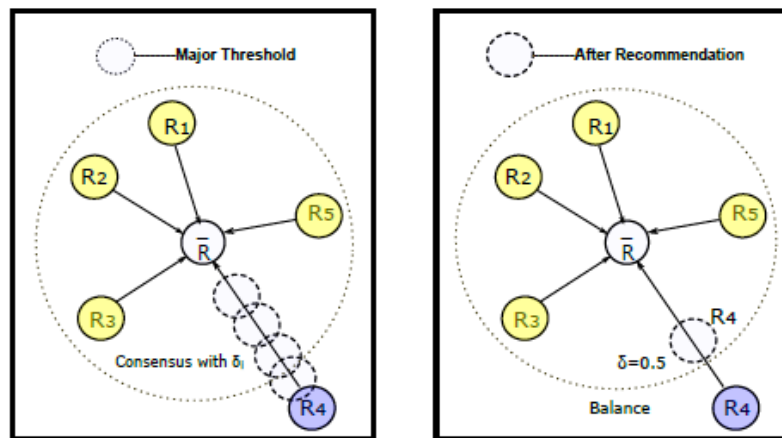 Major Threshold
R1
R2
R5
R̅
R3
Consensus with δᵢ
R4
After Recommendation
R1
R2
R5
R̅
R3
R4
δ=0.5
Balance
R4